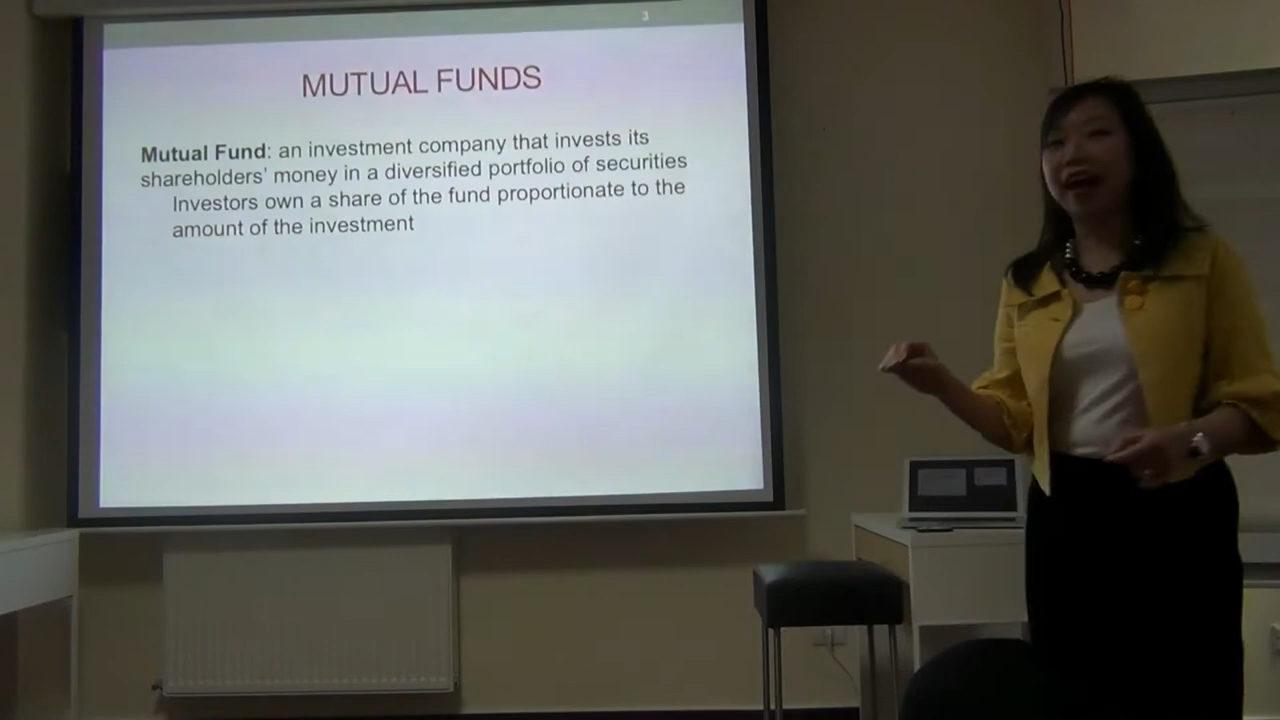 3
MUTUAL FUNDS
Mutual Fund: an investment company that invests its
shareholders' money in a diversified portfolio of securities
Investors own a share of the fund proportionate to the
amount of the investment